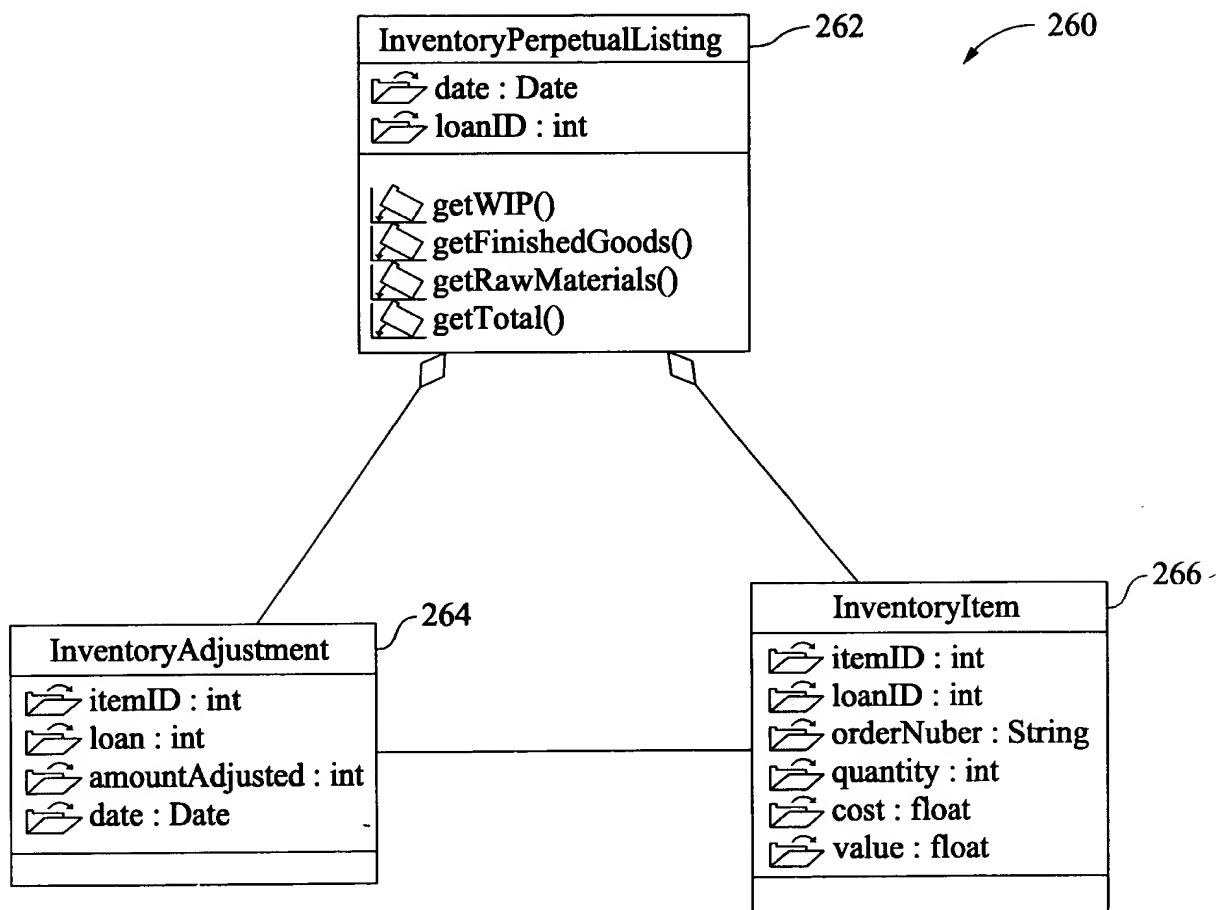 InventoryPerpetualListing
262
260
date : Date
loanID : int
getWIP()
getFinishedGoods()
getRawMaterials()
getTotal()
264
InventoryAdjustment
itemID : int
loan : int
amountAdjusted : int
date : Date
266
InventoryItem
itemID : int
loanID : int
orderNuber : String
quantity : int
cost : float
value : float